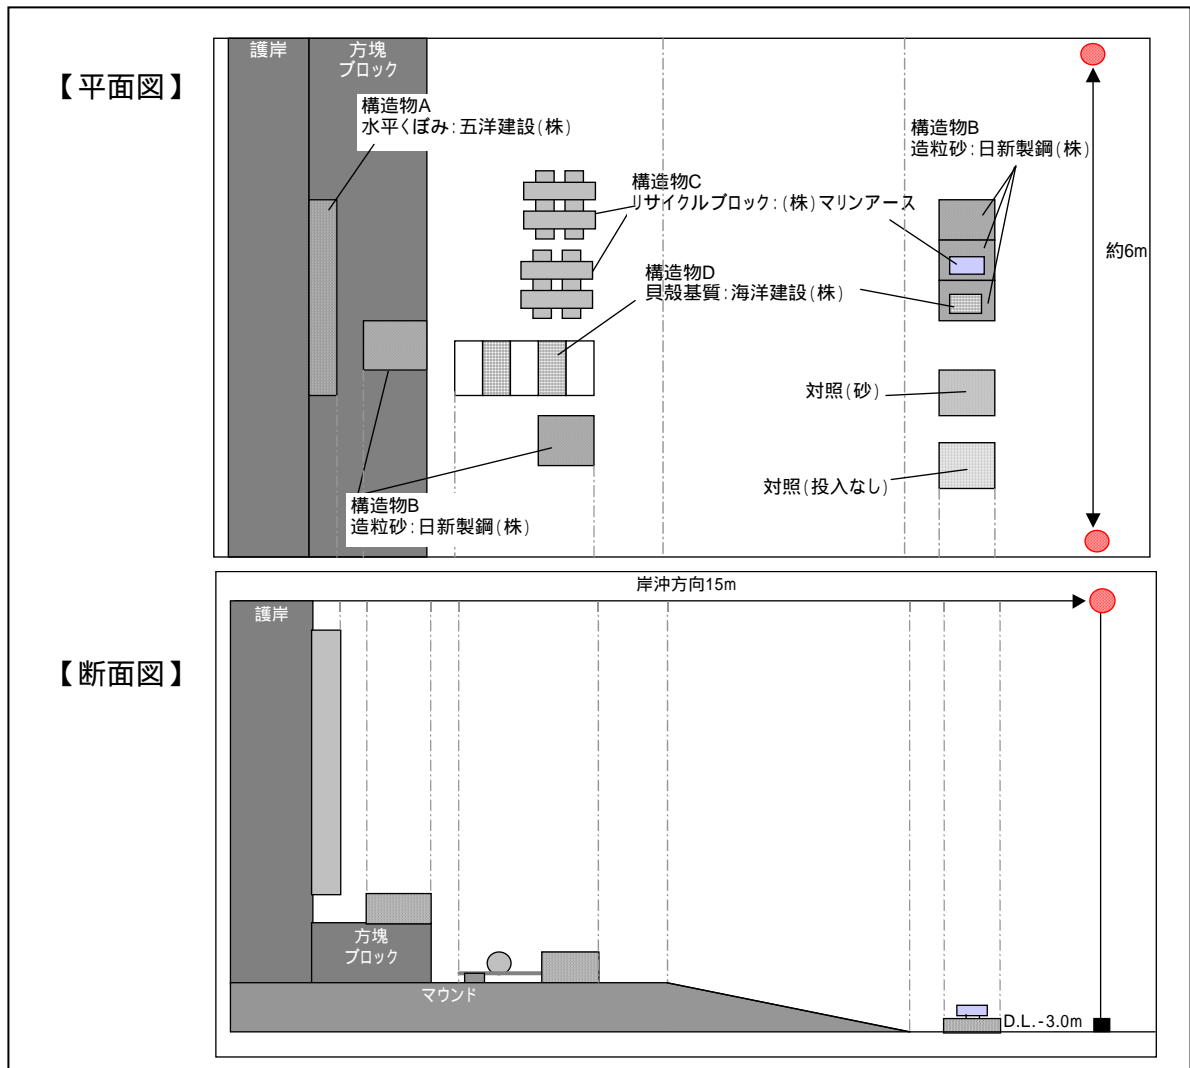 【平面図】
護岸
方塊
ブロック
構造物A
水平くぼみ:五洋建設(株)
構造物C
リサイクルブロック:(株)マリンアース
構造物B
造粒砂:日新製鋼(株)
構造物D
貝殻基質:海洋建設(株)
約6m
対照(砂)
対照(投入なし)
構造物B
造粒砂:日新製鋼(株)
【断面図】
岸沖方向15m
護岸
方塊
ブロック
マウンド
D.L.-3.0m